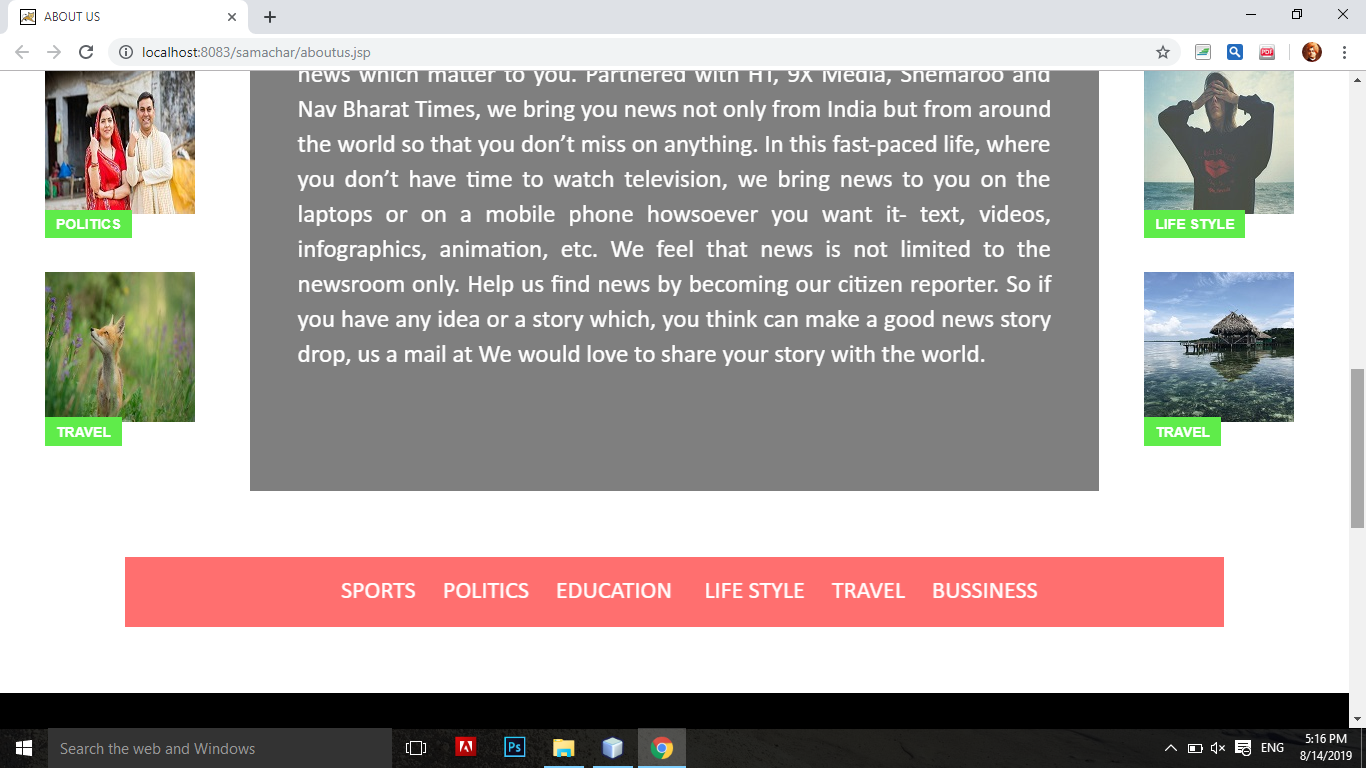 ABOUT US
localhost:8083/samachar/aboutus.jsp
news which matter to you. Partnered with HT, 9X Media, Shemaroo and
Nav Bharat Times, we bring you news not only from India but from around
the world so that you don’t miss on anything. In this fast-paced life, where
you don’t have time to watch television, we bring news to you on the
laptops or on a mobile phone howsoever you want it- text, videos,
infographics, animation, etc. We feel that news is not limited to the
newsroom only. Help us find news by becoming our citizen reporter. So if
you have any idea or a story which, you think can make a good news story
drop, us a mail at We would love to share your story with the world.
POLITICS
TRAVEL
LIFE STYLE
TRAVEL
SPORTS POLITICS EDUCATION LIFE STYLE TRAVEL BUSSINESS
Search the web and Windows
Ps
ENG
5:16 PM
8/14/2019